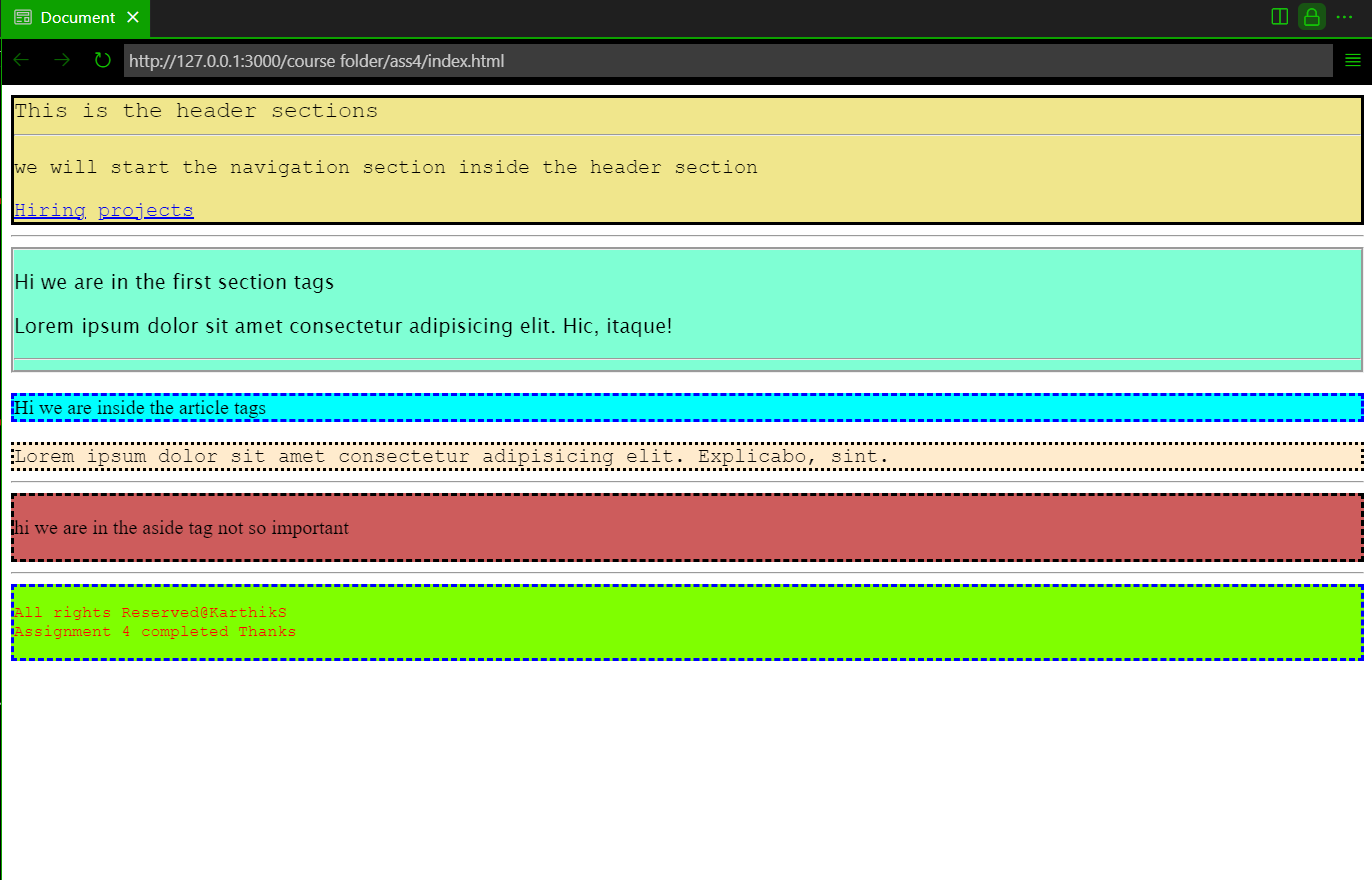 Document
http://127.0.0.1:3000/course folder/ass4/index.html
This is the header sections
we will start the navigation section inside the header section
Hiring projects
Hi we are in the first section tags
Lorem ipsum dolor sit amet consectetur adipisicing elit. Hic, itaque!
Hi we are inside the article tags
Lorem ipsum dolor sit amet consectetur adipisicing elit. Explicabo, sint.
hi we are in the aside tag not so important
All rights Reserved@KarthikS
Assignment 4 completed Thanks